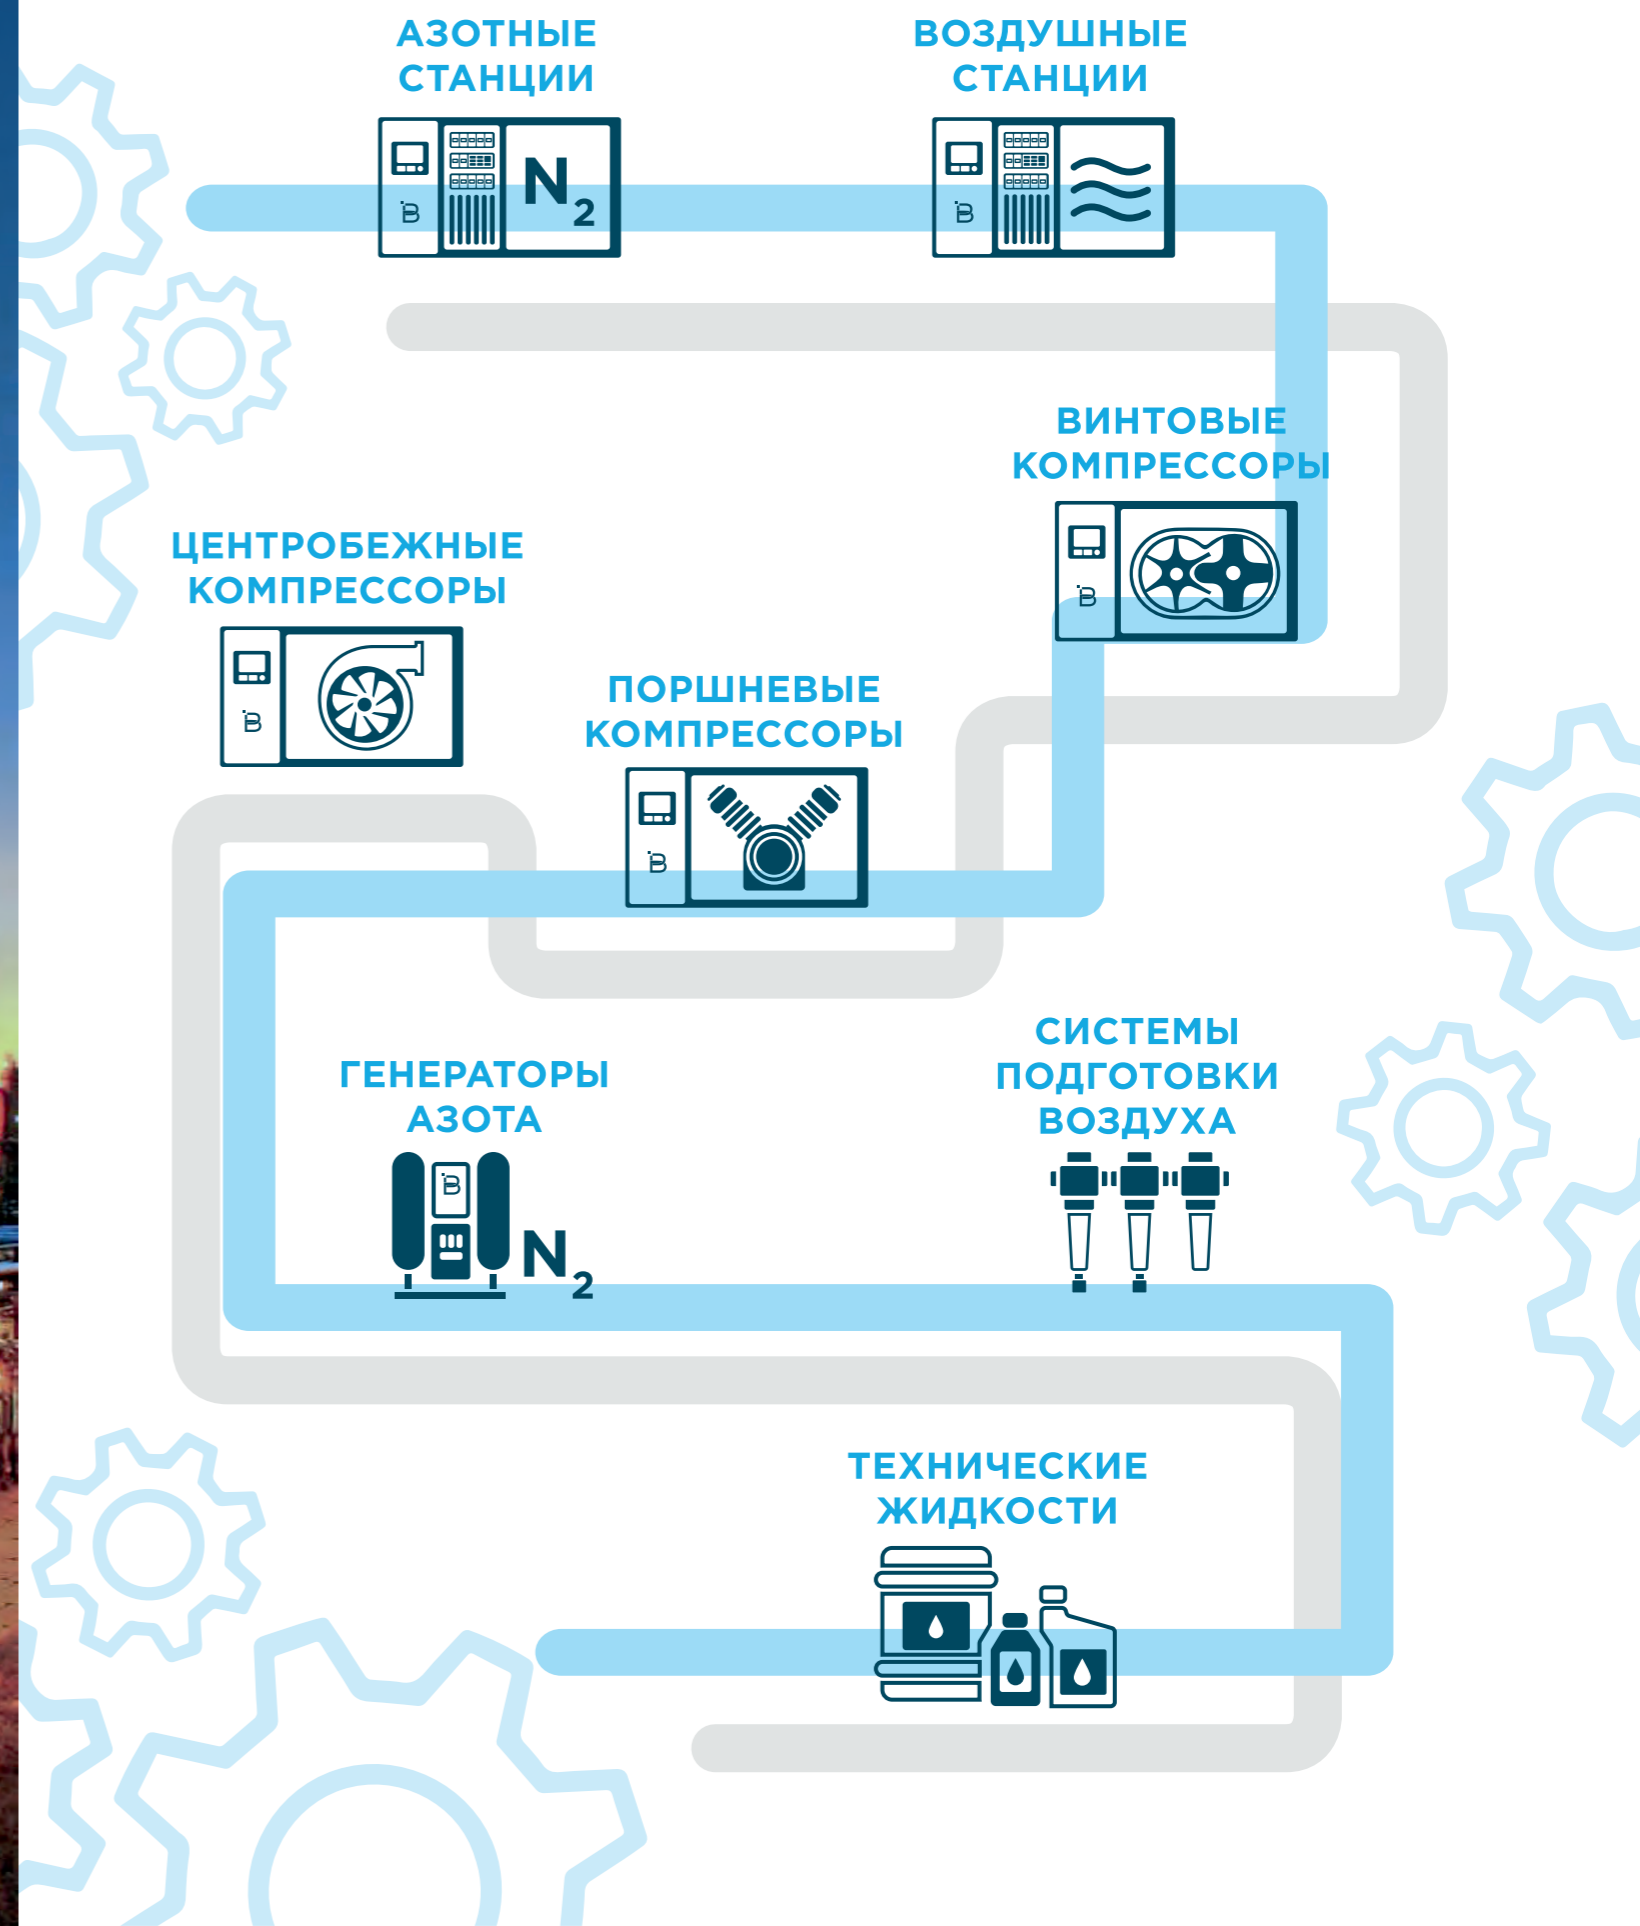 АЗОТНЫЕ
СТАНЦИИ
N2
ВОЗДУШНЫЕ
СТАНЦИИ
ВИНТОВЫЕ
КОМПРЕССОРЫ
ЦЕНТРОБЕЖНЫЕ
КОМПРЕССОРЫ
ПОРШНЕВЫЕ
КОМПРЕССОРЫ
ГЕНЕРАТОРЫ
АЗОТА
N2
СИСТЕМЫ
ПОДГОТОВКИ
ВОЗДУХА
ТЕХНИЧЕСКИЕ
ЖИДКОСТИ